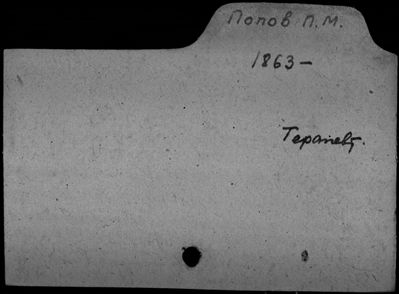 Попов П.М.
1863-
Терапевт.